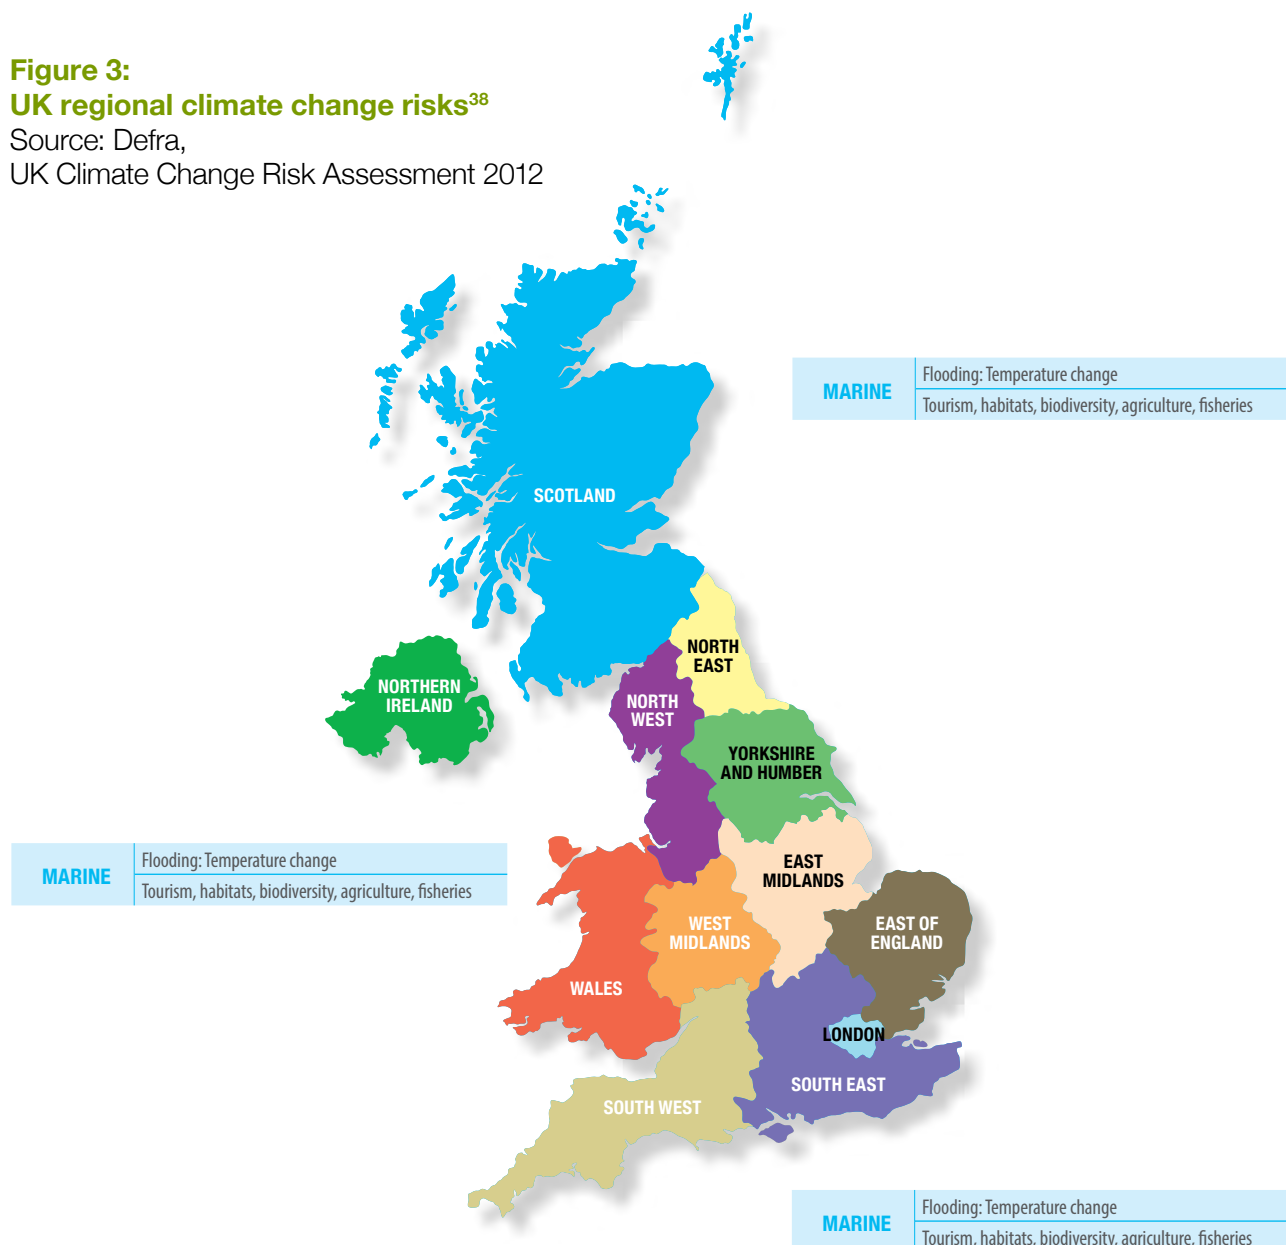 Figure 3:
UK regional climate change risks38
Source: Defra,
UK Climate Change Risk Assessment 2012
MARINE
Flooding: Temperature change
Tourism, habitats, biodiversity, agriculture, fisheries
SCOTLAND
NORTH
EAST
NORTHERN
IRELAND
NORTH
WEST
YORKSHIRE
AND HUMBER
MARINE
Flooding: Temperature change
Tourism, habitats, biodiversity, agriculture, fisheries
EAST
MIDLANDS
WEST
MIDLANDS
EAST OF
ENGLAND
WALES
LONDON
SOUTH EAST
SOUTH WEST
MARINE
Flooding: Temperature change
Tourism, habitats, biodiversity, agriculture, fisheries